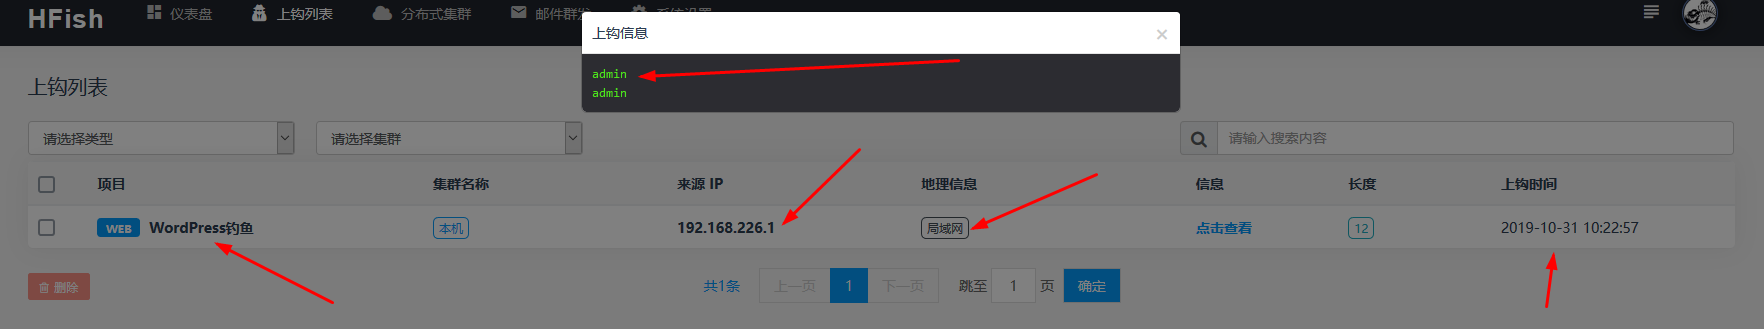 HFish 仪表盘 上钩列表 分布式集群 邮件群发 系统设置
上钩信息 ×
admin
admin
上钩列表
请选择类型 请选择集群 请输入搜索内容
项目 集群名称 来源 IP 地理信息 信息 长度 上钩时间
WEB WordPress钓鱼 本机 192.168.226.1 局域网 点击查看 12 2019-10-31 10:22:57
删除 共1条 上一页 1 下一页 跳至 1 页 确定